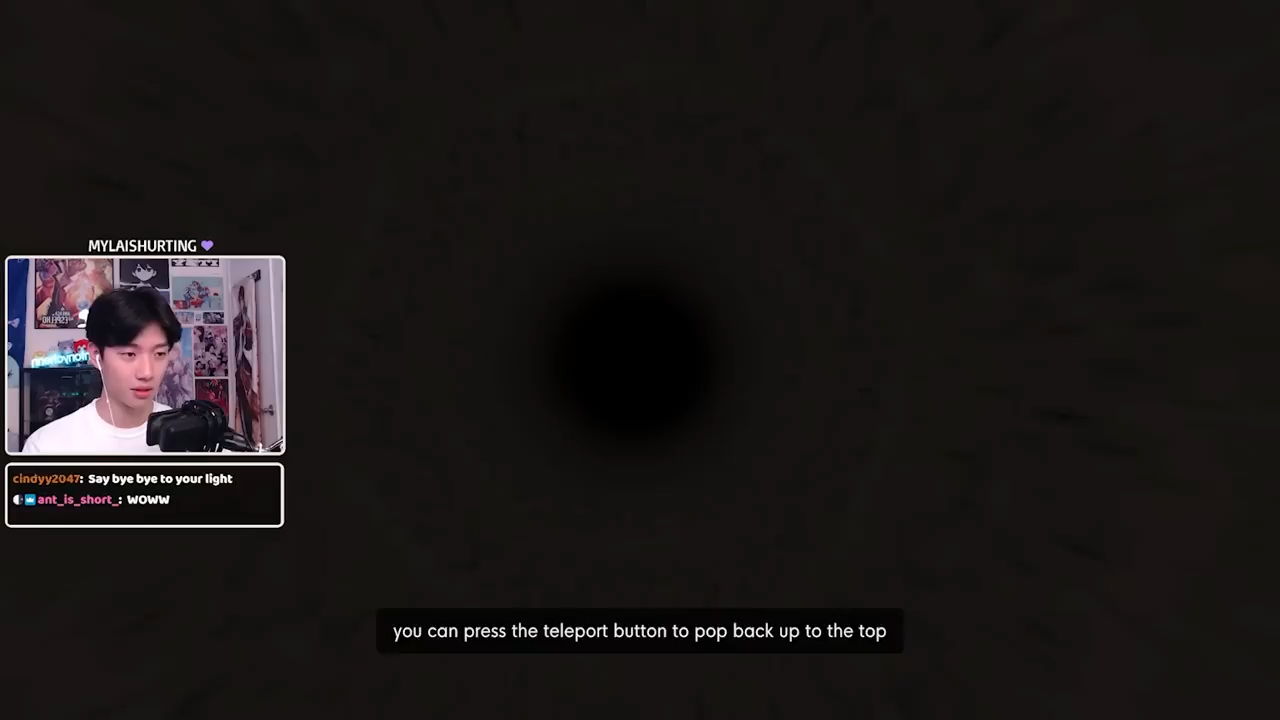 MYLAISHURTING 💜
cindyy2047: Say bye bye to your light
ant_is_short_: WOWW
you can press the teleport button to pop back up to the top